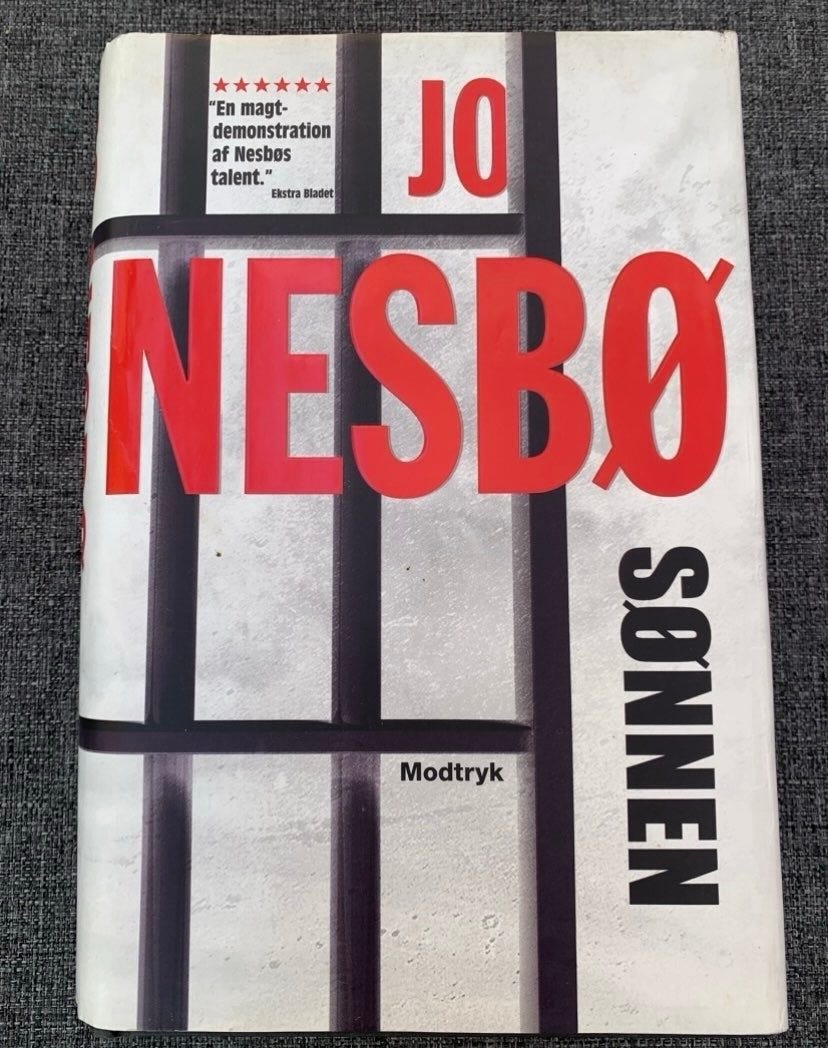 ★★★★★★
"En magt-
demonstration
af Nesbøs
talent."
Ekstra Bladet
JO
NESBØ
SØNNEN
Modtryk